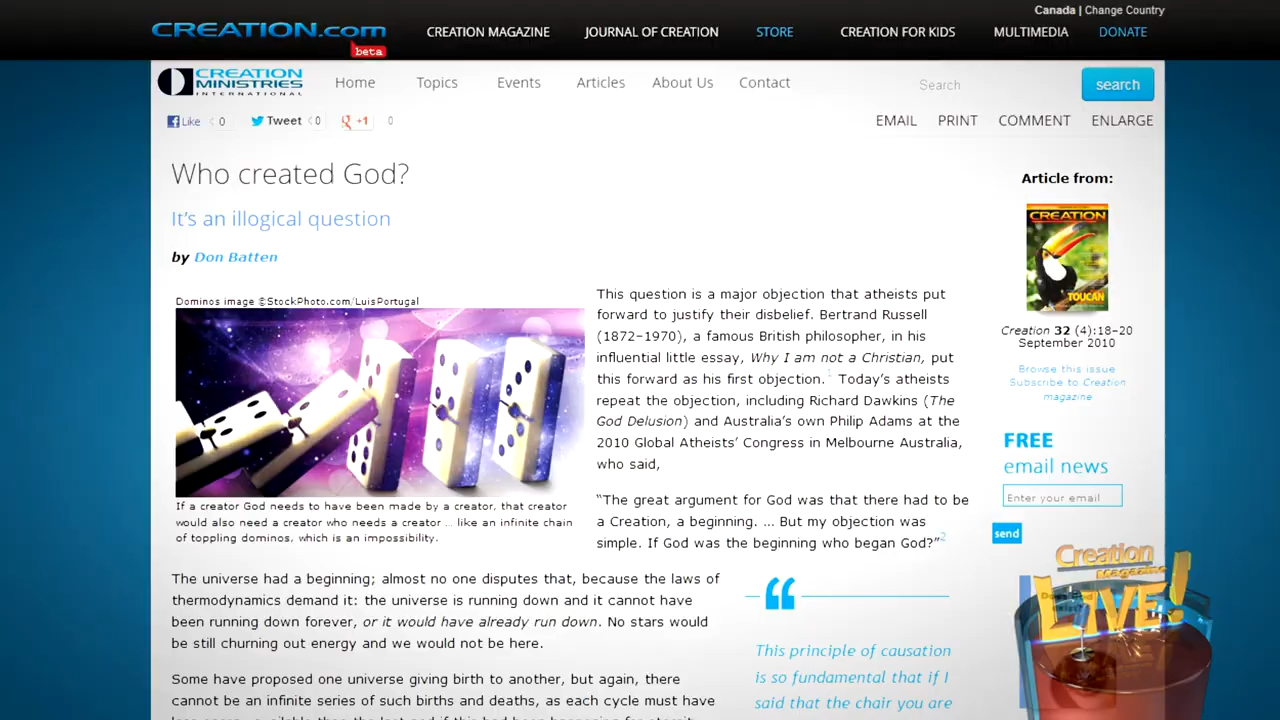 Canada | Change Country
CREATION.com
beta
CREATION MAGAZINE JOURNAL OF CREATION STORE CREATION FOR KIDS MULTIMEDIA DONATE
CREATION
MINISTRIES
INTERNATIONAL
Home Topics Events Articles About Us Contact
Search
search
Like 0 Tweet 0 +1 0
EMAIL PRINT COMMENT ENLARGE
Who created God?
It's an illogical question
by Don Batten
Article from:
CREATION
TOUCAN
Creation 32 (4):18–20
September 2010
Browse this issue
Subscribe to Creation
magazine
FREE
email news
Enter your email
send
Dominos image ©StockPhoto.com/LuisPortugal
If a creator God needs to have been made by a creator, that creator
would also need a creator who needs a creator … like an infinite chain
of toppling dominos, which is an impossibility.
This question is a major objection that atheists put
forward to justify their disbelief. Bertrand Russell
(1872–1970), a famous British philosopher, in his
influential little essay, Why I am not a Christian, put
this forward as his first objection.1 Today's atheists
repeat the objection, including Richard Dawkins (The
God Delusion) and Australia's own Philip Adams at the
2010 Global Atheists' Congress in Melbourne Australia,
who said,
“The great argument for God was that there had to be
a Creation, a beginning. … But my objection was
simple. If God was the beginning who began God?”2
The universe had a beginning; almost no one disputes that, because the laws of
thermodynamics demand it: the universe is running down and it cannot have
been running down forever, or it would have already run down. No stars would
be still churning out energy and we would not be here.
Some have proposed one universe giving birth to another, but again, there
cannot be an infinite series of such births and deaths, as each cycle must have
“
This principle of causation
is so fundamental that if I
said that the chair you are
Creation
Magazine
LIVE!